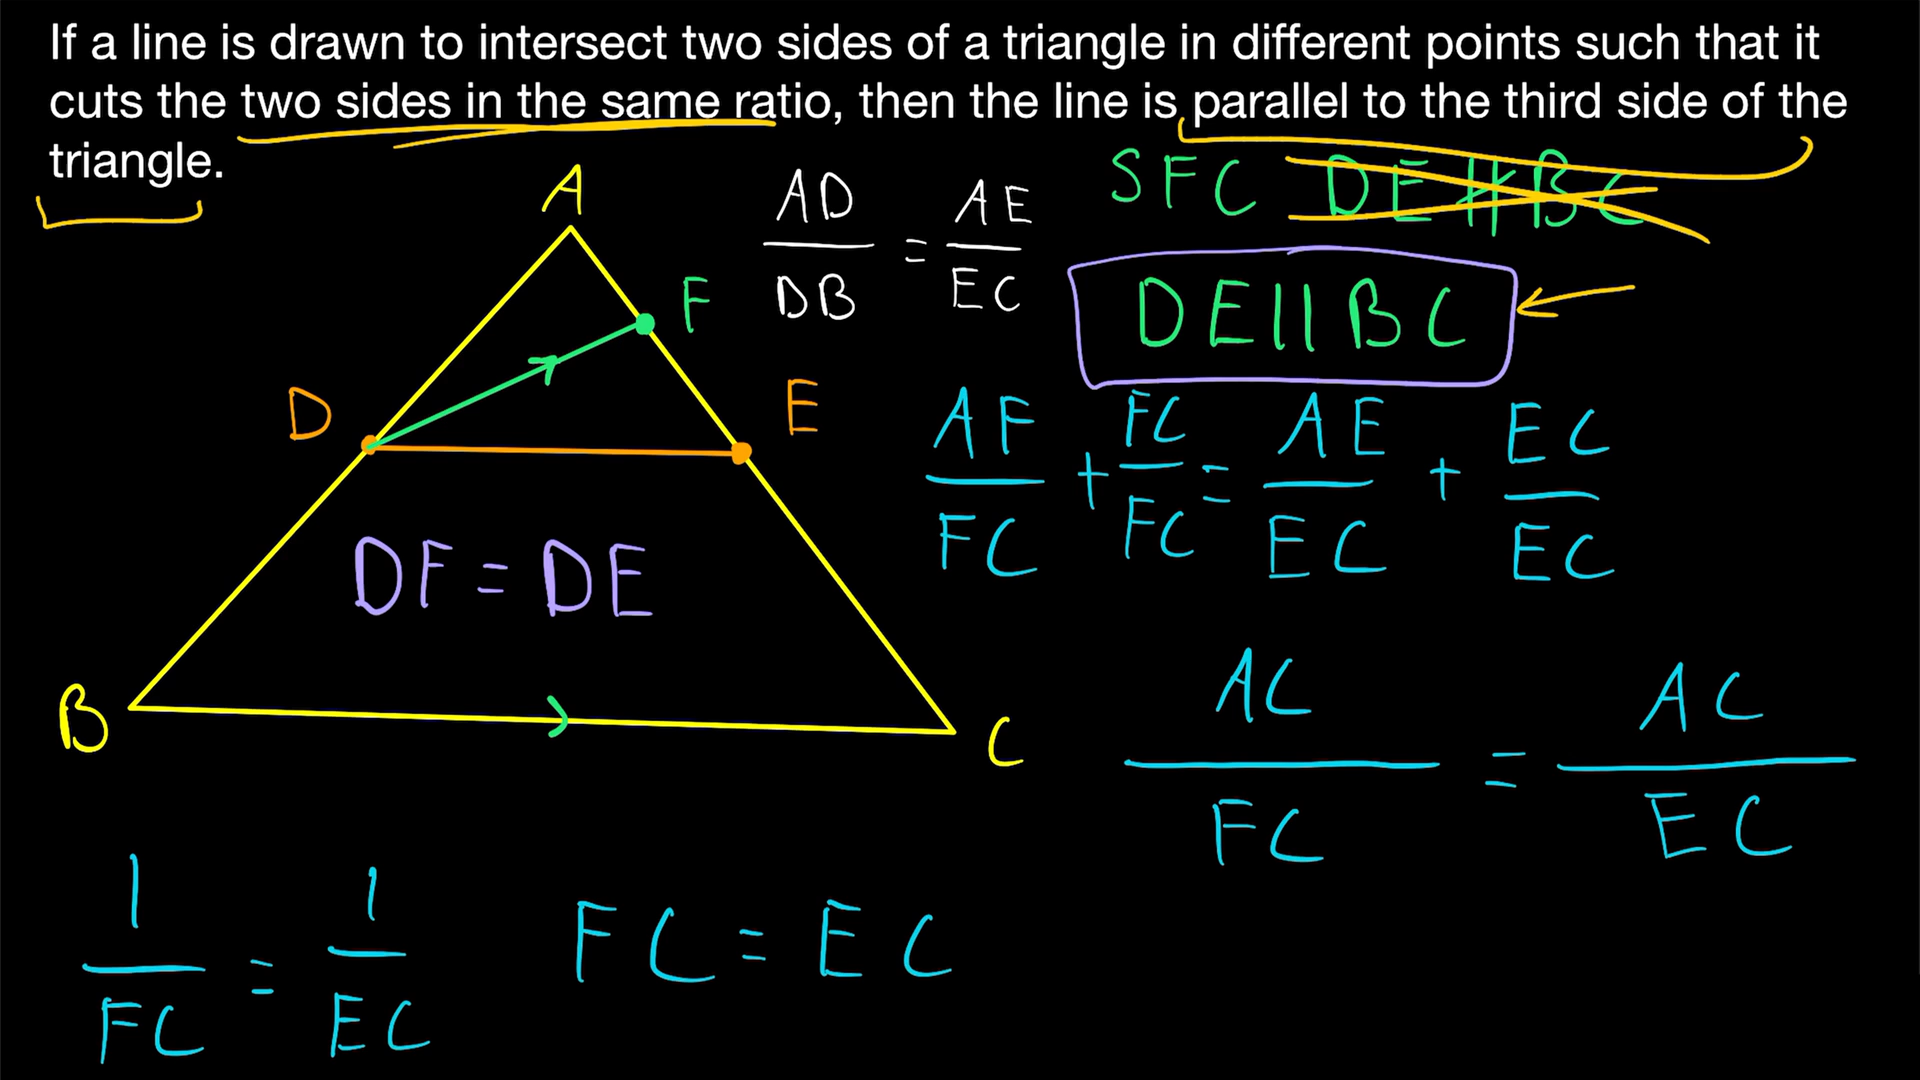 If a line is drawn to intersect two sides of a triangle in different points such that it
cuts the two sides in the same ratio, then the line is parallel to the third side of the
triangle.
A
AD/DB = AE/EC
SFC DE∦BC
F
DE||BC
D
E
AF/FC + FC/FC = AE/EC + EC/EC
DF = DE
B
C
AC/FC = AC/EC
1/FC = 1/EC
FC = EC